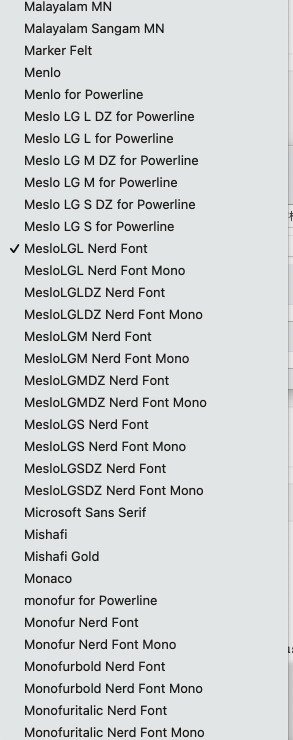 Malayalam MN
Malayalam Sangam MN
Marker Felt
Menlo
Menlo for Powerline
Meslo LG L DZ for Powerline
Meslo LG L for Powerline
Meslo LG M DZ for Powerline
Meslo LG M for Powerline
Meslo LG S DZ for Powerline
Meslo LG S for Powerline
✓ MesloLGL Nerd Font
MesloLGL Nerd Font Mono
MesloLGLDZ Nerd Font
MesloLGLDZ Nerd Font Mono
MesloLGM Nerd Font
MesloLGM Nerd Font Mono
MesloLGMDZ Nerd Font
MesloLGMDZ Nerd Font Mono
MesloLGS Nerd Font
MesloLGS Nerd Font Mono
MesloLGSDZ Nerd Font
MesloLGSDZ Nerd Font Mono
Microsoft Sans Serif
Mishafi
Mishafi Gold
Monaco
monofur for Powerline
Monofur Nerd Font
Monofur Nerd Font Mono
Monofurbold Nerd Font
Monofurbold Nerd Font Mono
Monofuritalic Nerd Font
Monofuritalic Nerd Font Mono